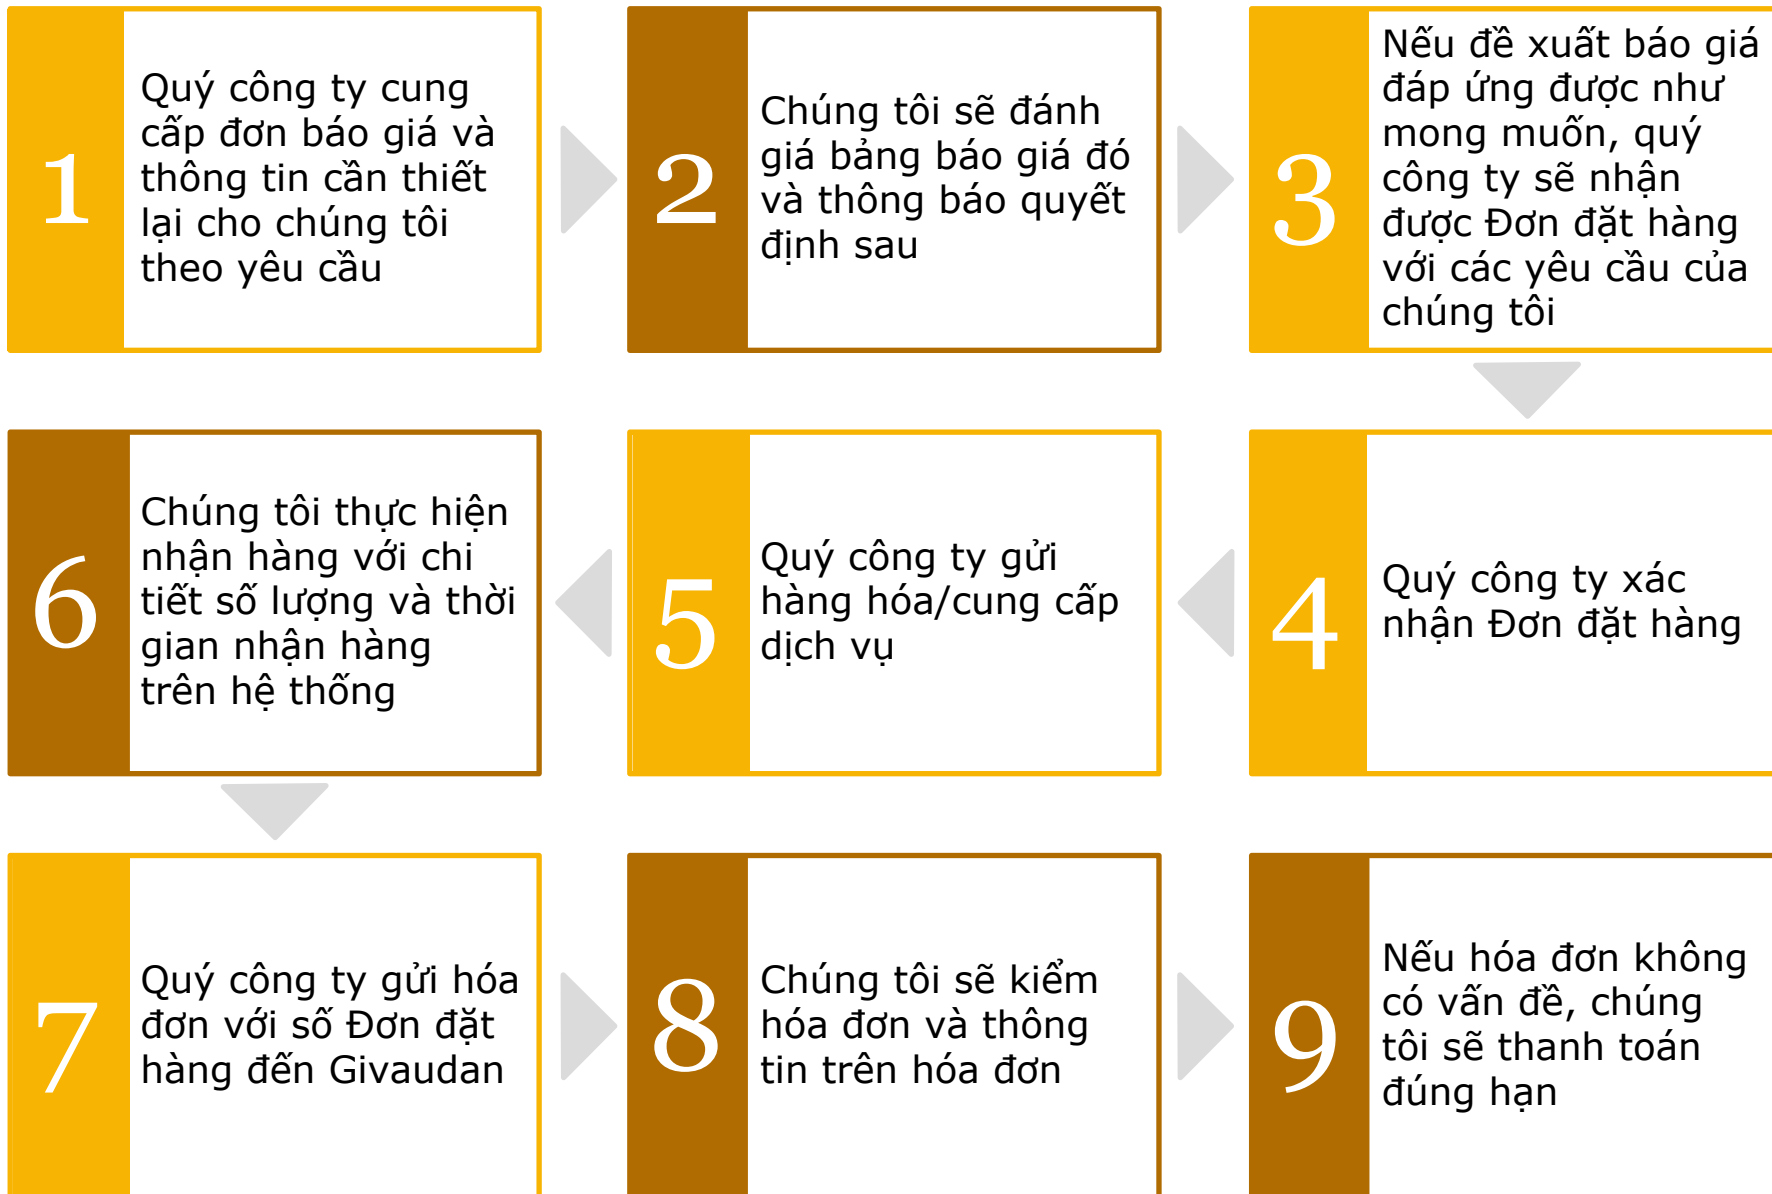 1
Quý công ty cung
cấp đơn báo giá và
thông tin cần thiết
lại cho chúng tôi
theo yêu cầu
2
Chúng tôi sẽ đánh
giá bảng báo giá đó
và thông báo quyết
định sau
3
Nếu đề xuất báo giá
đáp ứng được như
mong muốn, quý
công ty sẽ nhận
được Đơn đặt hàng
với các yêu cầu của
chúng tôi
4
Quý công ty xác
nhận Đơn đặt hàng
5
Quý công ty gửi
hàng hóa/cung cấp
dịch vụ
6
Chúng tôi thực hiện
nhận hàng với chi
tiết số lượng và thời
gian nhận hàng
trên hệ thống
7
Quý công ty gửi hóa
đơn với số Đơn đặt
hàng đến Givaudan
8
Chúng tôi sẽ kiểm
hóa đơn và thông
tin trên hóa đơn
9
Nếu hóa đơn không
có vấn đề, chúng
tôi sẽ thanh toán
đúng hạn